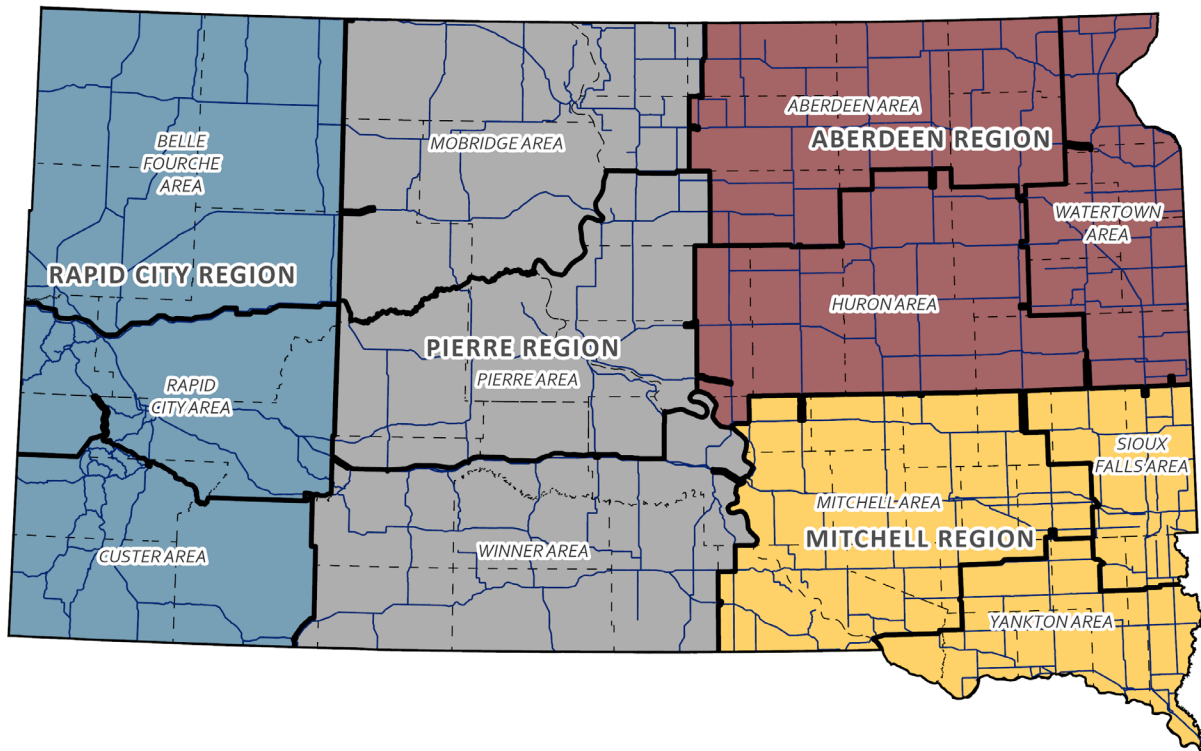 BELLE
FOURCHE
AREA
RAPID CITY REGION
RAPID
CITY AREA
CUSTER AREA
MOBRIDGE AREA
PIERRE REGION
PIERRE AREA
WINNER AREA
ABERDEEN AREA
ABERDEEN REGION
WATERTOWN
AREA
HURON AREA
SIOUX
FALLS AREA
MITCHELL AREA
MITCHELL REGION
YANKTON AREA